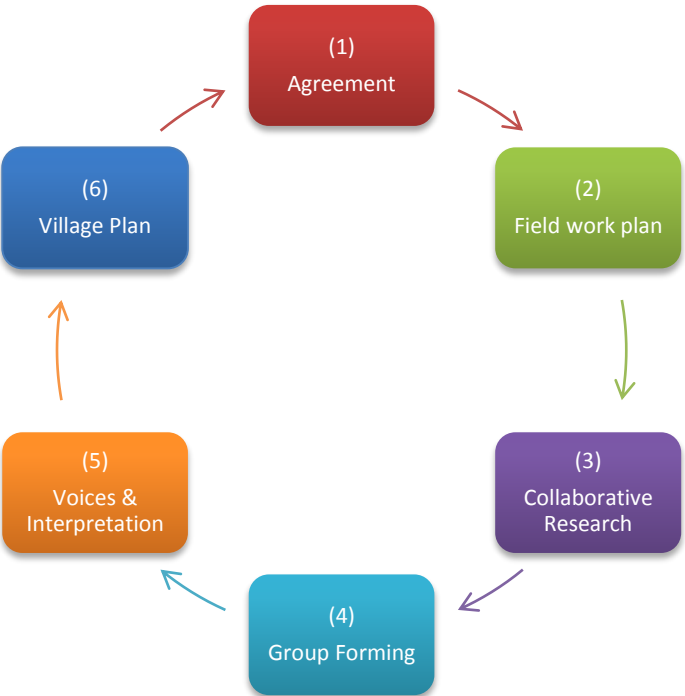 (1)
Agreement
(2)
Field work plan
(3)
Collaborative
Research
(4)
Group Forming
(5)
Voices &
Interpretation
(6)
Village Plan